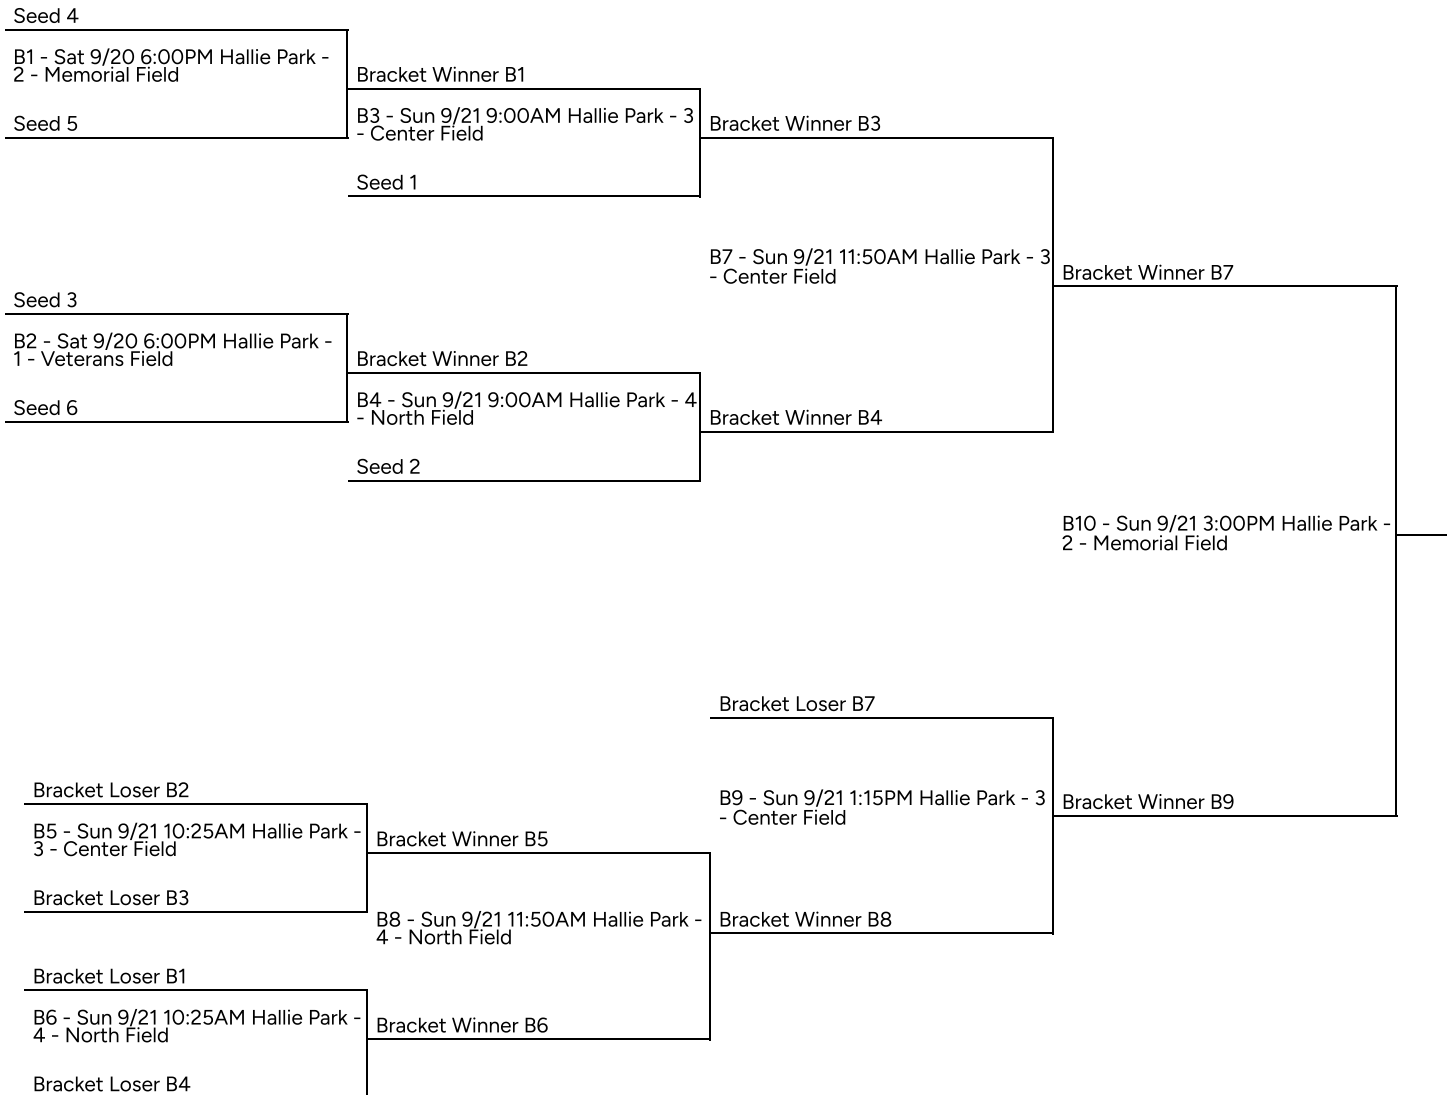 Seed 4
B1 - Sat 9/20 6:00PM Hallie Park -
2 - Memorial Field
Seed 5
Bracket Winner B1
B3 - Sun 9/21 9:00AM Hallie Park - 3
- Center Field
Seed 1
Bracket Winner B3
B7 - Sun 9/21 11:50AM Hallie Park - 3
- Center Field
Seed 3
B2 - Sat 9/20 6:00PM Hallie Park -
1 - Veterans Field
Seed 6
Bracket Winner B2
B4 - Sun 9/21 9:00AM Hallie Park - 4
- North Field
Seed 2
Bracket Winner B4
Bracket Winner B7
B10 - Sun 9/21 3:00PM Hallie Park -
2 - Memorial Field
Bracket Loser B7
B9 - Sun 9/21 1:15PM Hallie Park - 3
- Center Field
Bracket Winner B9
Bracket Loser B2
B5 - Sun 9/21 10:25AM Hallie Park -
3 - Center Field
Bracket Loser B3
Bracket Winner B5
B8 - Sun 9/21 11:50AM Hallie Park -
4 - North Field
Bracket Winner B8
Bracket Loser B1
B6 - Sun 9/21 10:25AM Hallie Park -
4 - North Field
Bracket Loser B4
Bracket Winner B6